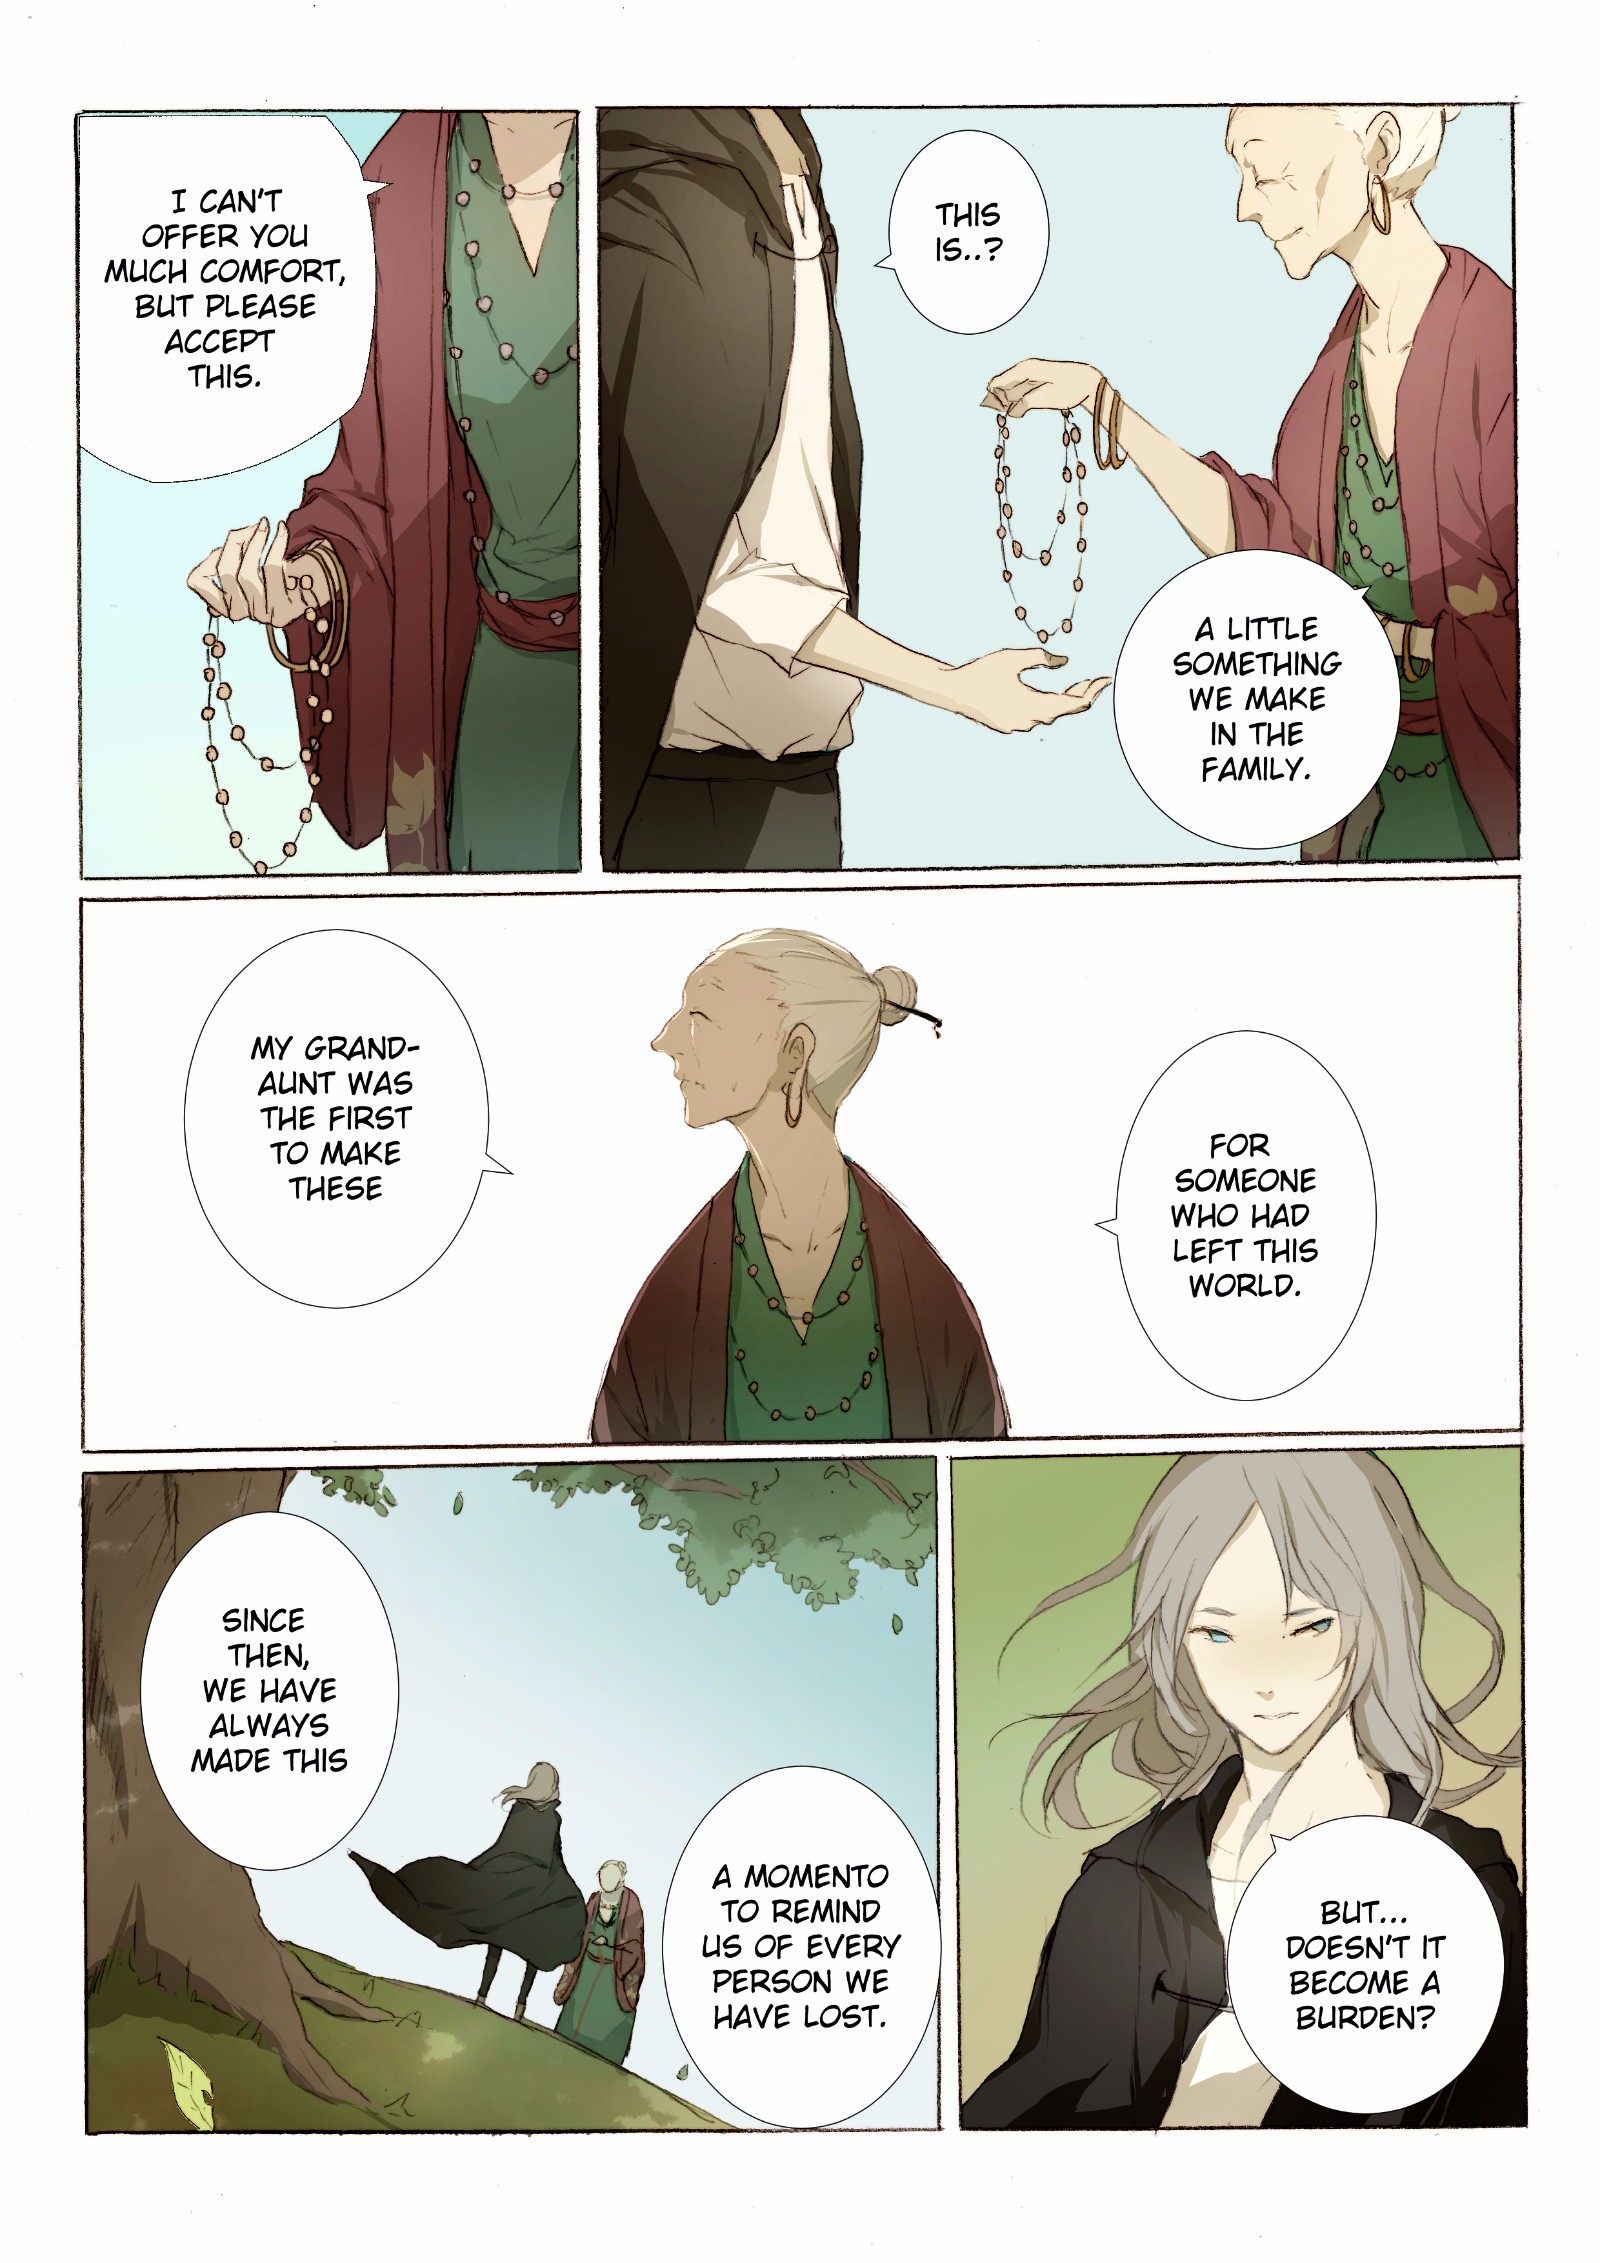 I CAN'T
OFFER YOU
MUCH COMFORT,
BUT PLEASE
ACCEPT
THIS.
THIS
IS..?
A LITTLE
SOMETHING
WE MAKE
IN THE
FAMILY.
MY GRAND-
AUNT WAS
THE FIRST
TO MAKE
THESE
FOR
SOMEONE
WHO HAD
LEFT THIS
WORLD.
SINCE
THEN,
WE HAVE
ALWAYS
MADE THIS
A MOMENTO
TO REMIND
US OF EVERY
PERSON WE
HAVE LOST.
BUT...
DOESN'T IT
BECOME A
BURDEN?